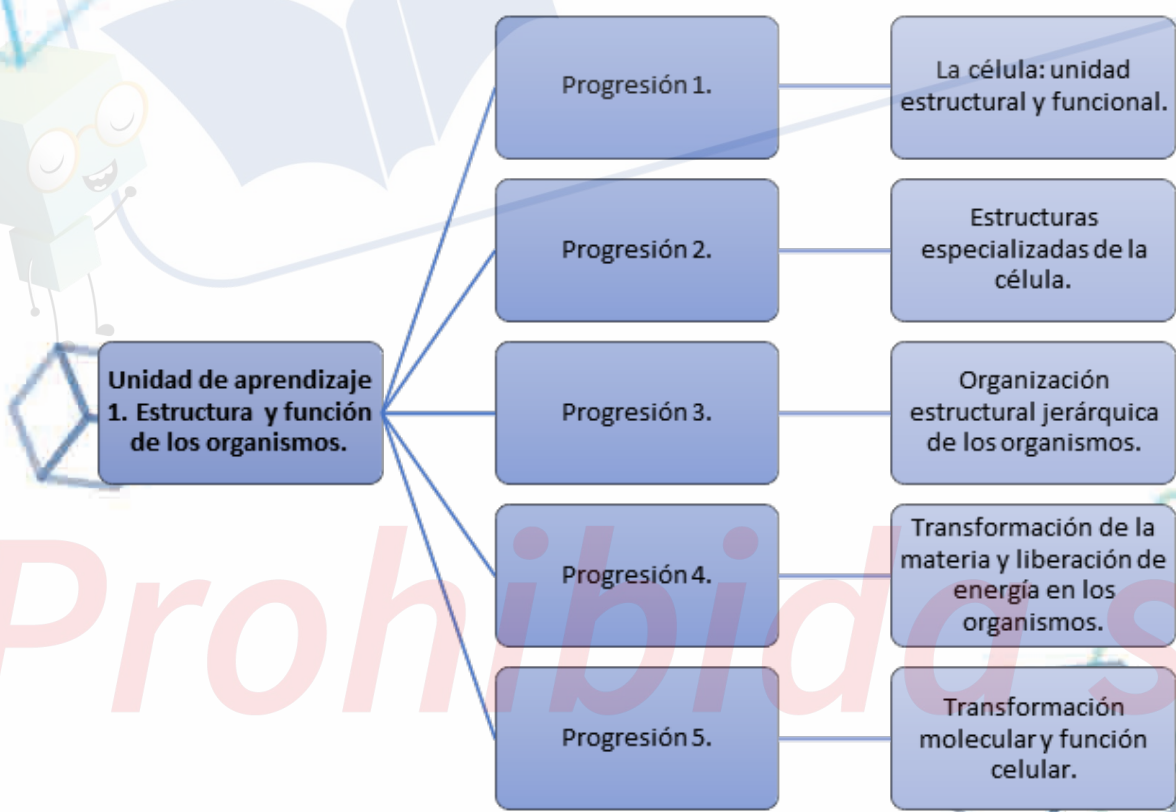 Unidad de aprendizaje
1. Estructura y función
de los organismos.
Progresión 1.
La célula: unidad
estructural y funcional.
Progresión 2.
Estructuras
especializadas de la
célula.
Progresión 3.
Organización
estructural jerárquica
de los organismos.
Progresión 4.
Transformación de la
materia y liberación de
energía en los
organismos.
Progresión 5.
Transformación
molecular y función
celular.
Prohibida s